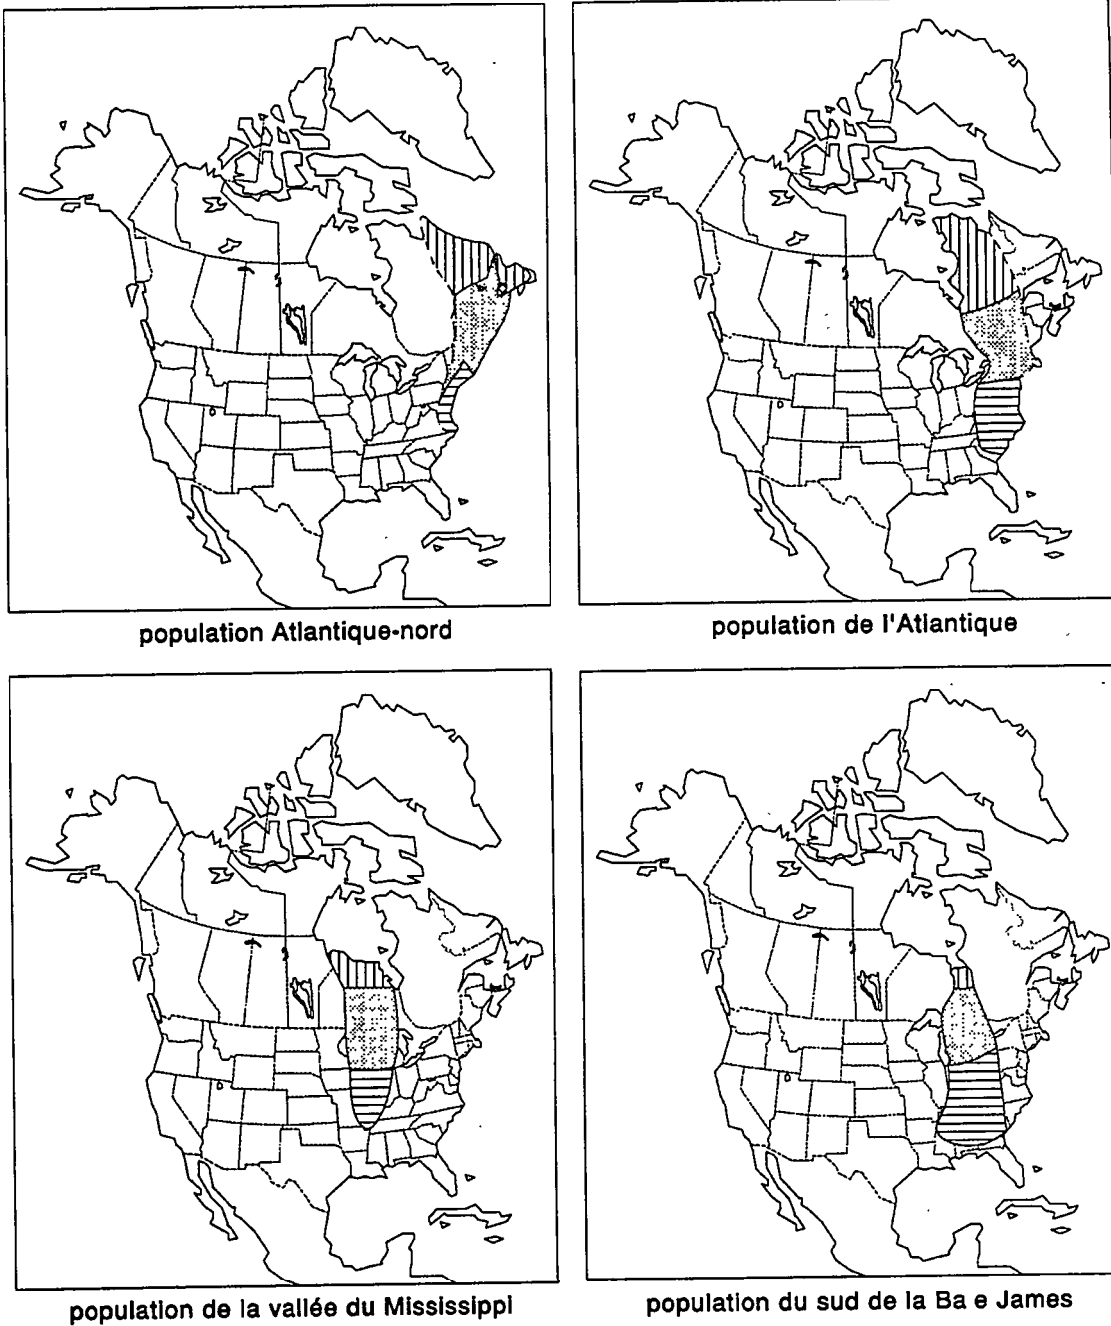 population Atlantique-nord
population de l'Atlantique
population de la vallée du Mississippi
population du sud de la Ba e James